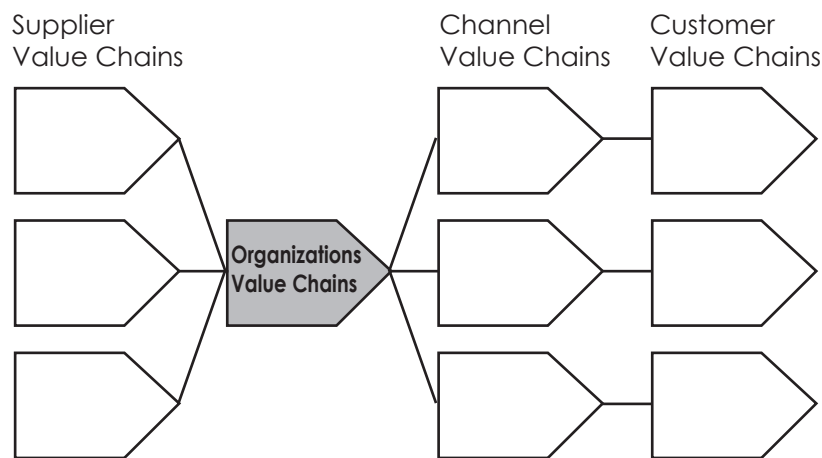 Supplier
Value Chains
Channel
Value Chains
Customer
Value Chains
Organizations
Value Chains